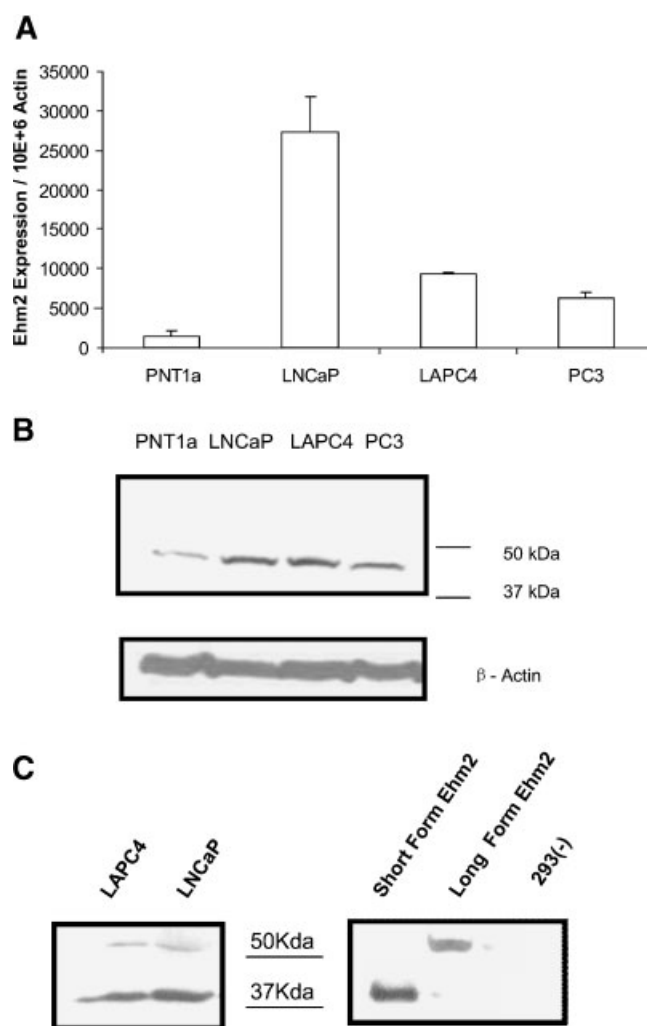 A
Ehm2 Expression / 10E+6 Actin
35000
30000
25000
20000
15000
10000
5000
0
PNT1a LNCaP LAPC4 PC3
B
PNT1a LNCaP LAPC4 PC3
50 kDa
37 kDa
β - Actin
C
LAPC4
LNCaP
50Kda
37Kda
Short Form Ehm2
Long Form Ehm2
293(-)